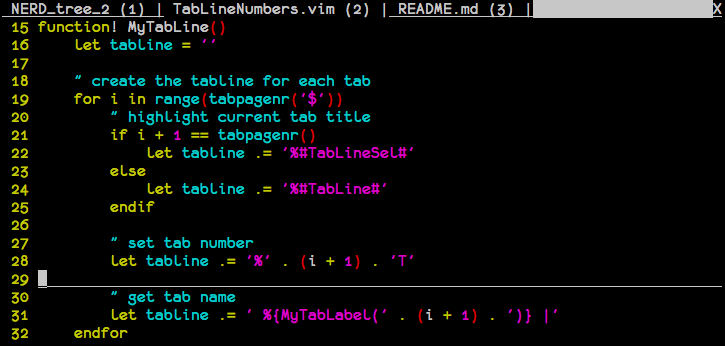 NERD_tree_2 (1) | TabLineNumbers.vim (2) | README.md (3) | X
15 function! MyTabLine()
16     let tabline = ''
17
18     " create the tabline for each tab
19     for i in range(tabpagenr('$'))
20         " highlight current tab title
21         if i + 1 == tabpagenr()
22             let tabline .= '%#TabLineSel#'
23         else
24             let tabline .= '%#TabLine#'
25         endif
26
27         " set tab number
28         let tabline .= '%' . (i + 1) . 'T'
29
30         " get tab name
31         let tabline .= ' %{MyTabLabel(' . (i + 1) . ')} |'
32     endfor